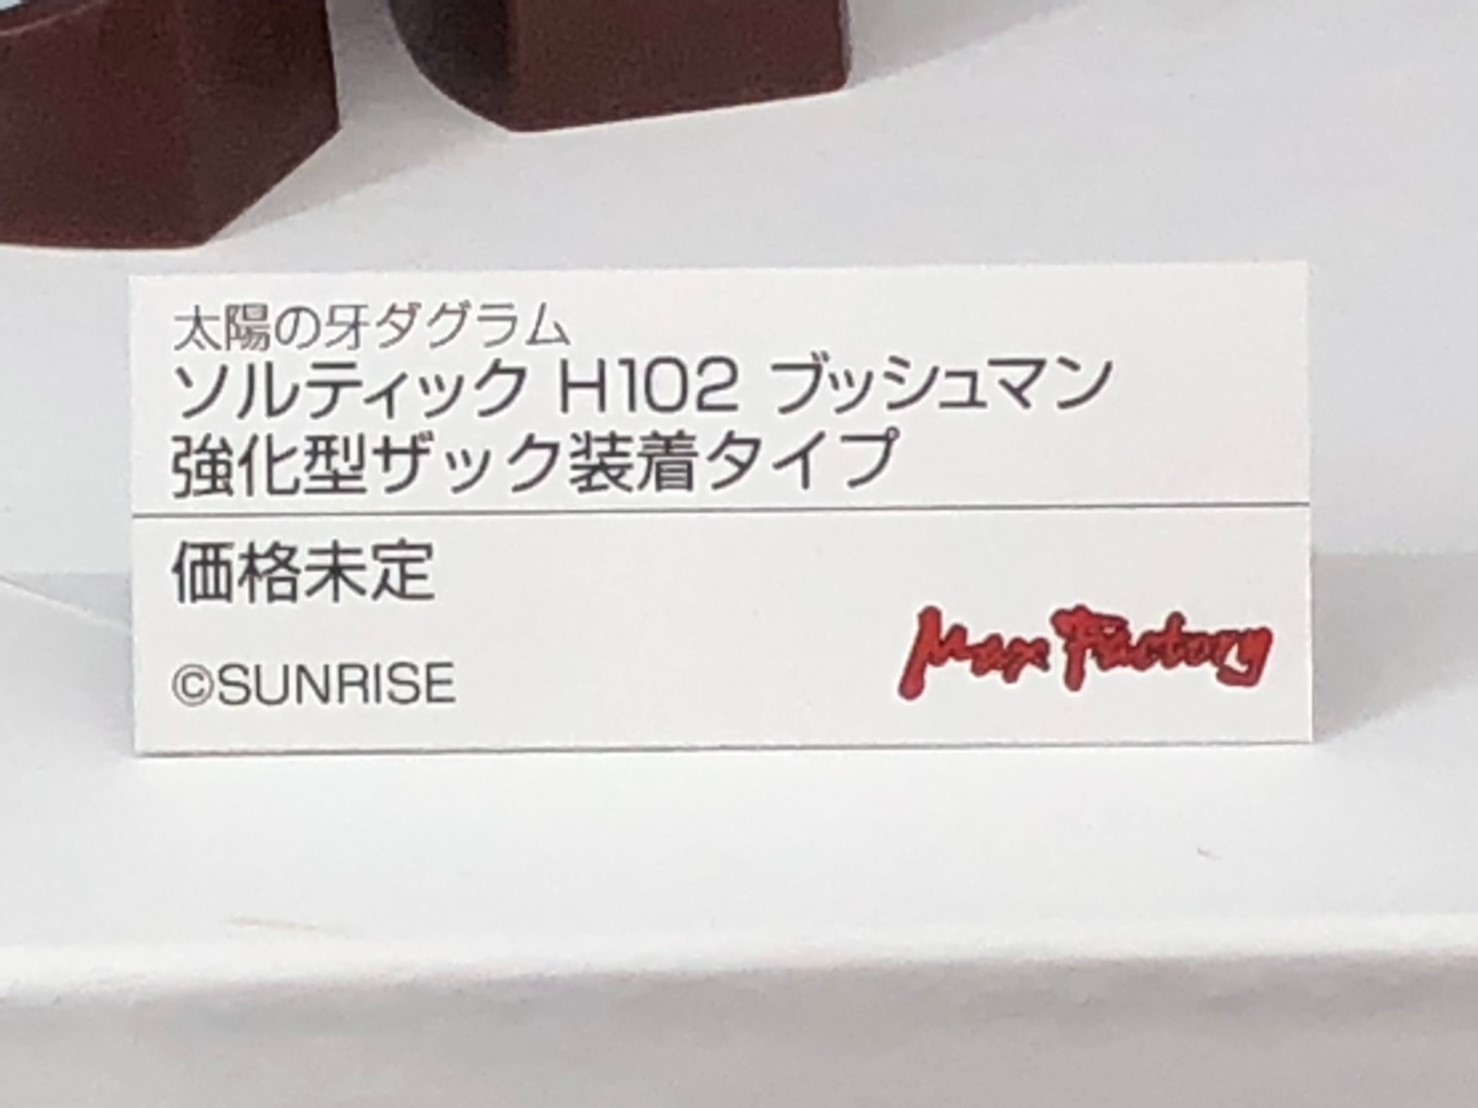 太陽の牙ダグラム
ソルティック H102 ブッシュマン
強化型ザック装着タイプ
価格未定
©SUNRISE
Max Factory